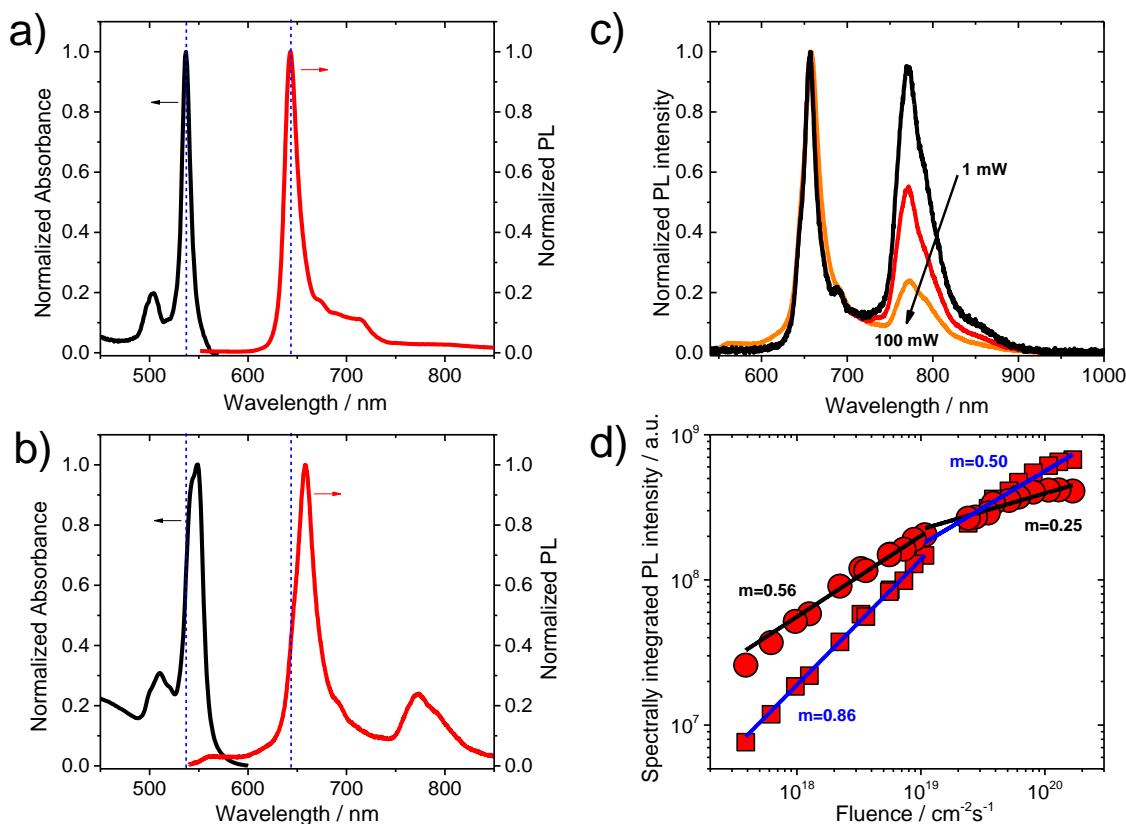 a)
1.0
0.8
0.6
0.4
0.2
0.0
Normalized Absorbance
1.0
0.8
0.6
0.4
0.2
0.0
Normalized PL
500 600 700 800
Wavelength / nm
b)
1.0
0.8
0.6
0.4
0.2
0.0
Normalized Absorbance
1.0
0.8
0.6
0.4
0.2
0.0
Normalized PL
500 600 700 800
Wavelength / nm
c)
1.0
0.8
0.6
0.4
0.2
0.0
Normalized PL intensity
1 mW
100 mW
600 700 800 900 1000
Wavelength / nm
d)
10⁹
10⁸
10⁷
Spectrally integrated PL intensity / a.u.
m=0.50
m=0.25
m=0.56
m=0.86
10¹⁸ 10¹⁹ 10²⁰
Fluence / cm⁻²s⁻¹